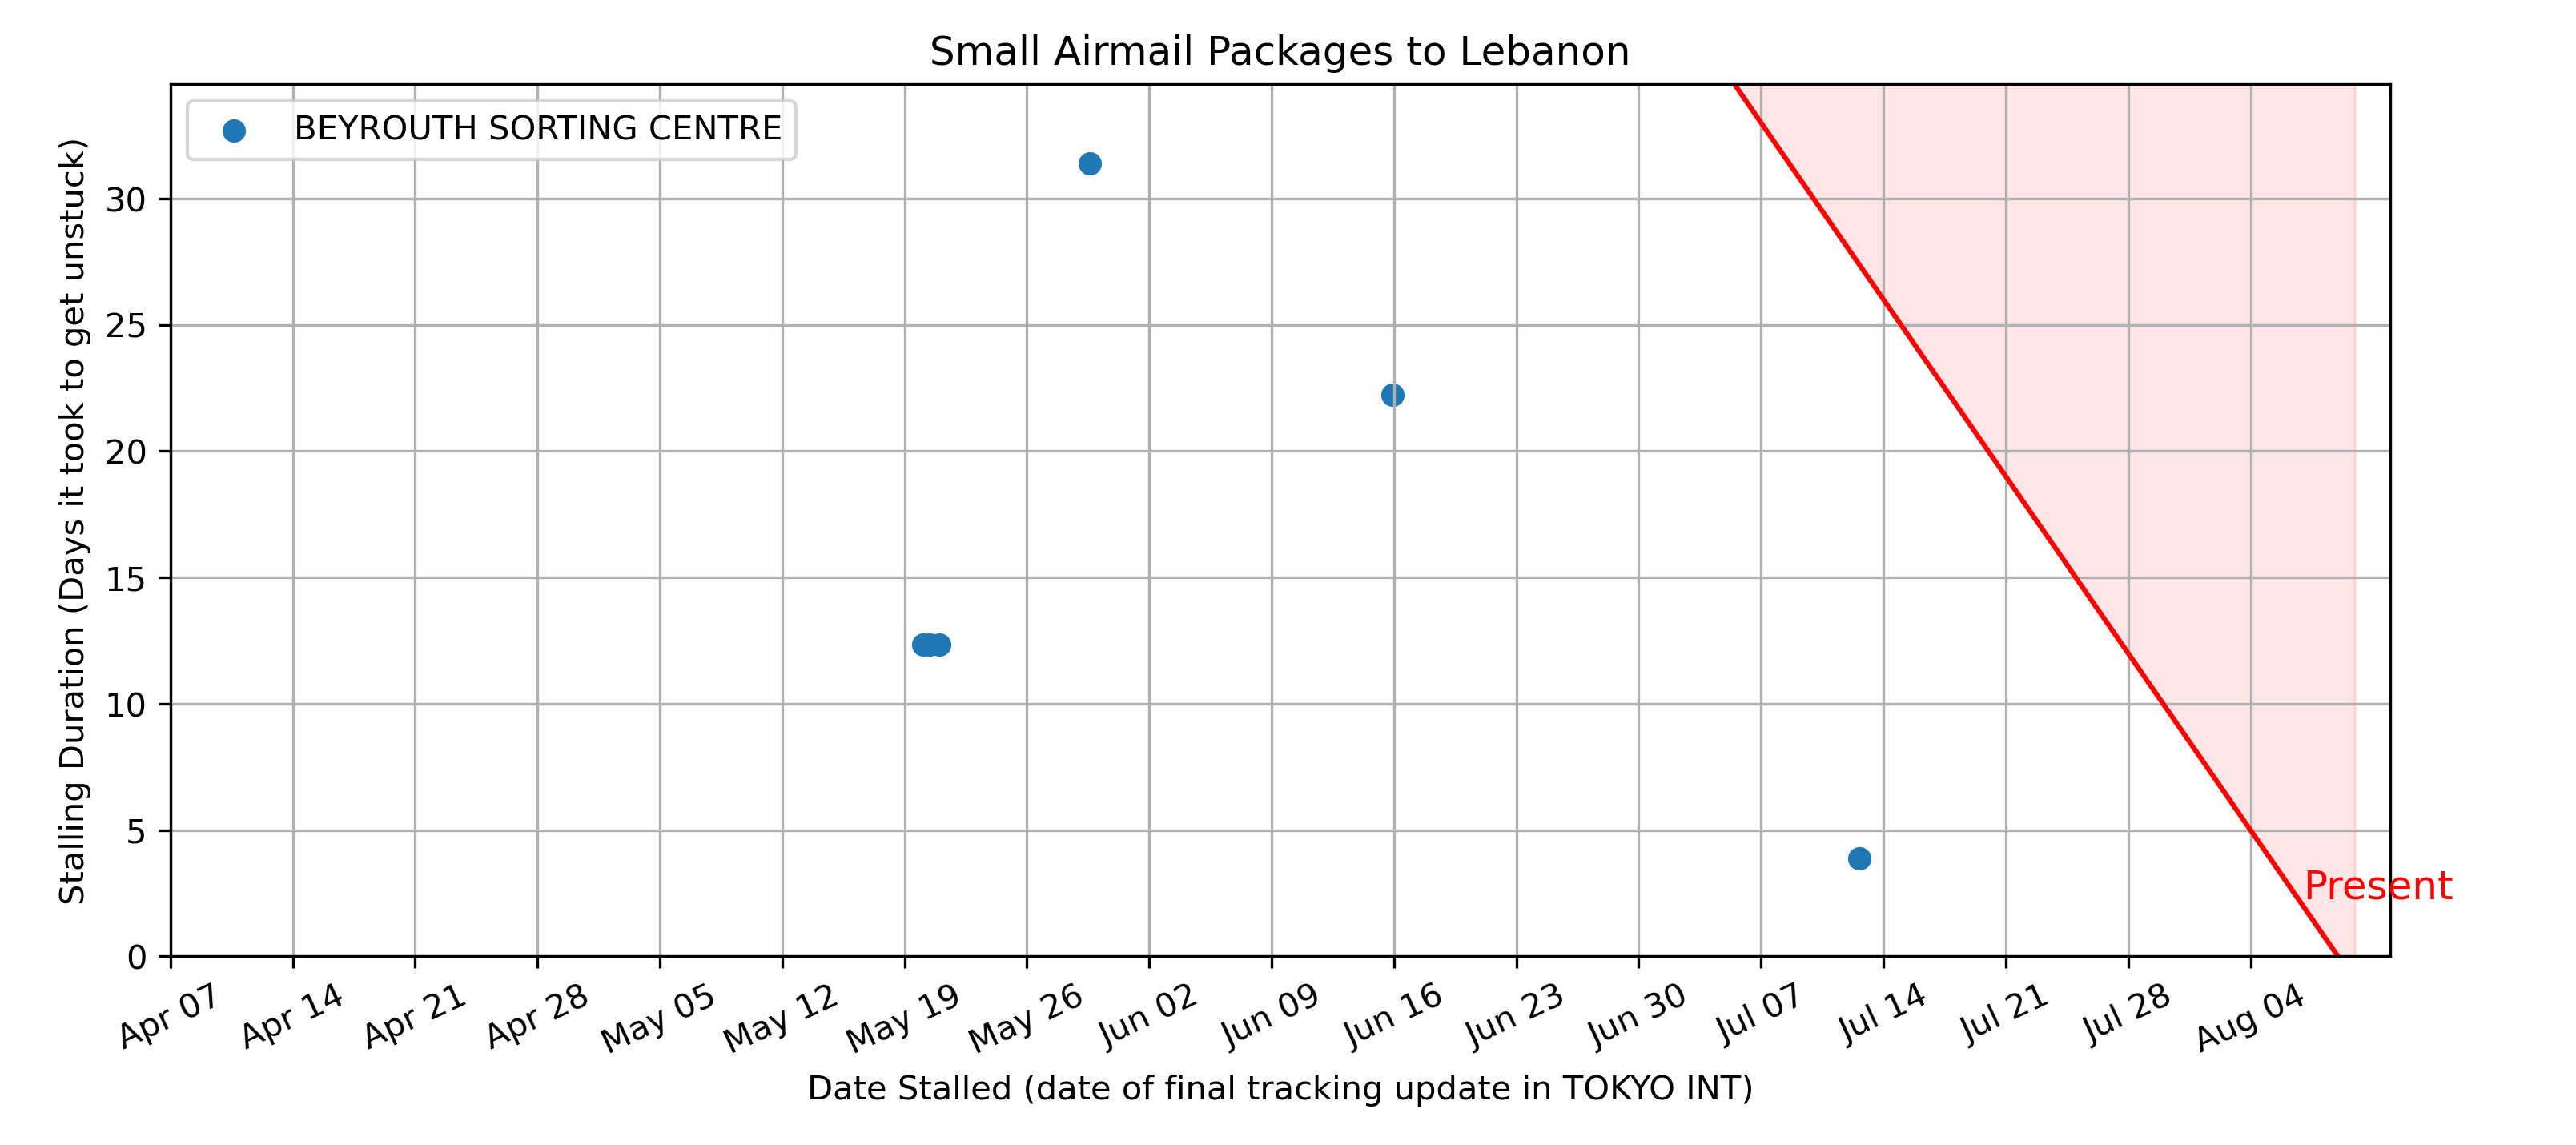 Small Airmail Packages to Lebanon
BEYROUTH SORTING CENTRE
Stalling Duration (Days it took to get unstuck)
30
25
20
15
10
5
0
Present
Apr 07
Apr 14
Apr 21
Apr 28
May 05
May 12
May 19
May 26
Jun 02
Jun 09
Jun 16
Jun 23
Jun 30
Jul 07
Jul 14
Jul 21
Jul 28
Aug 04
Date Stalled (date of final tracking update in TOKYO INT)